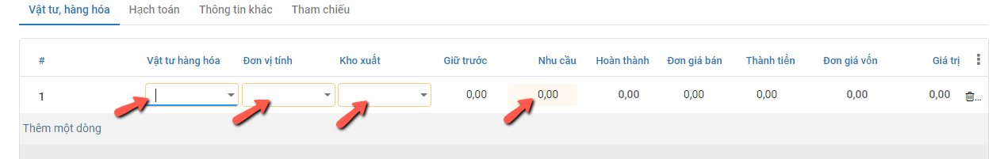 Vật tư, hàng hóa Hạch toán Thông tin khác Tham chiếu
# Vật tư hàng hóa Đơn vị tính Kho xuất Giữ trước Nhu cầu Hoàn thành Đơn giá bán Thành tiền Đơn giá vốn Giá trị
1 0,00 0,00 0,00 0,00 0,00 0,00 0,00 ...
Thêm một dòng